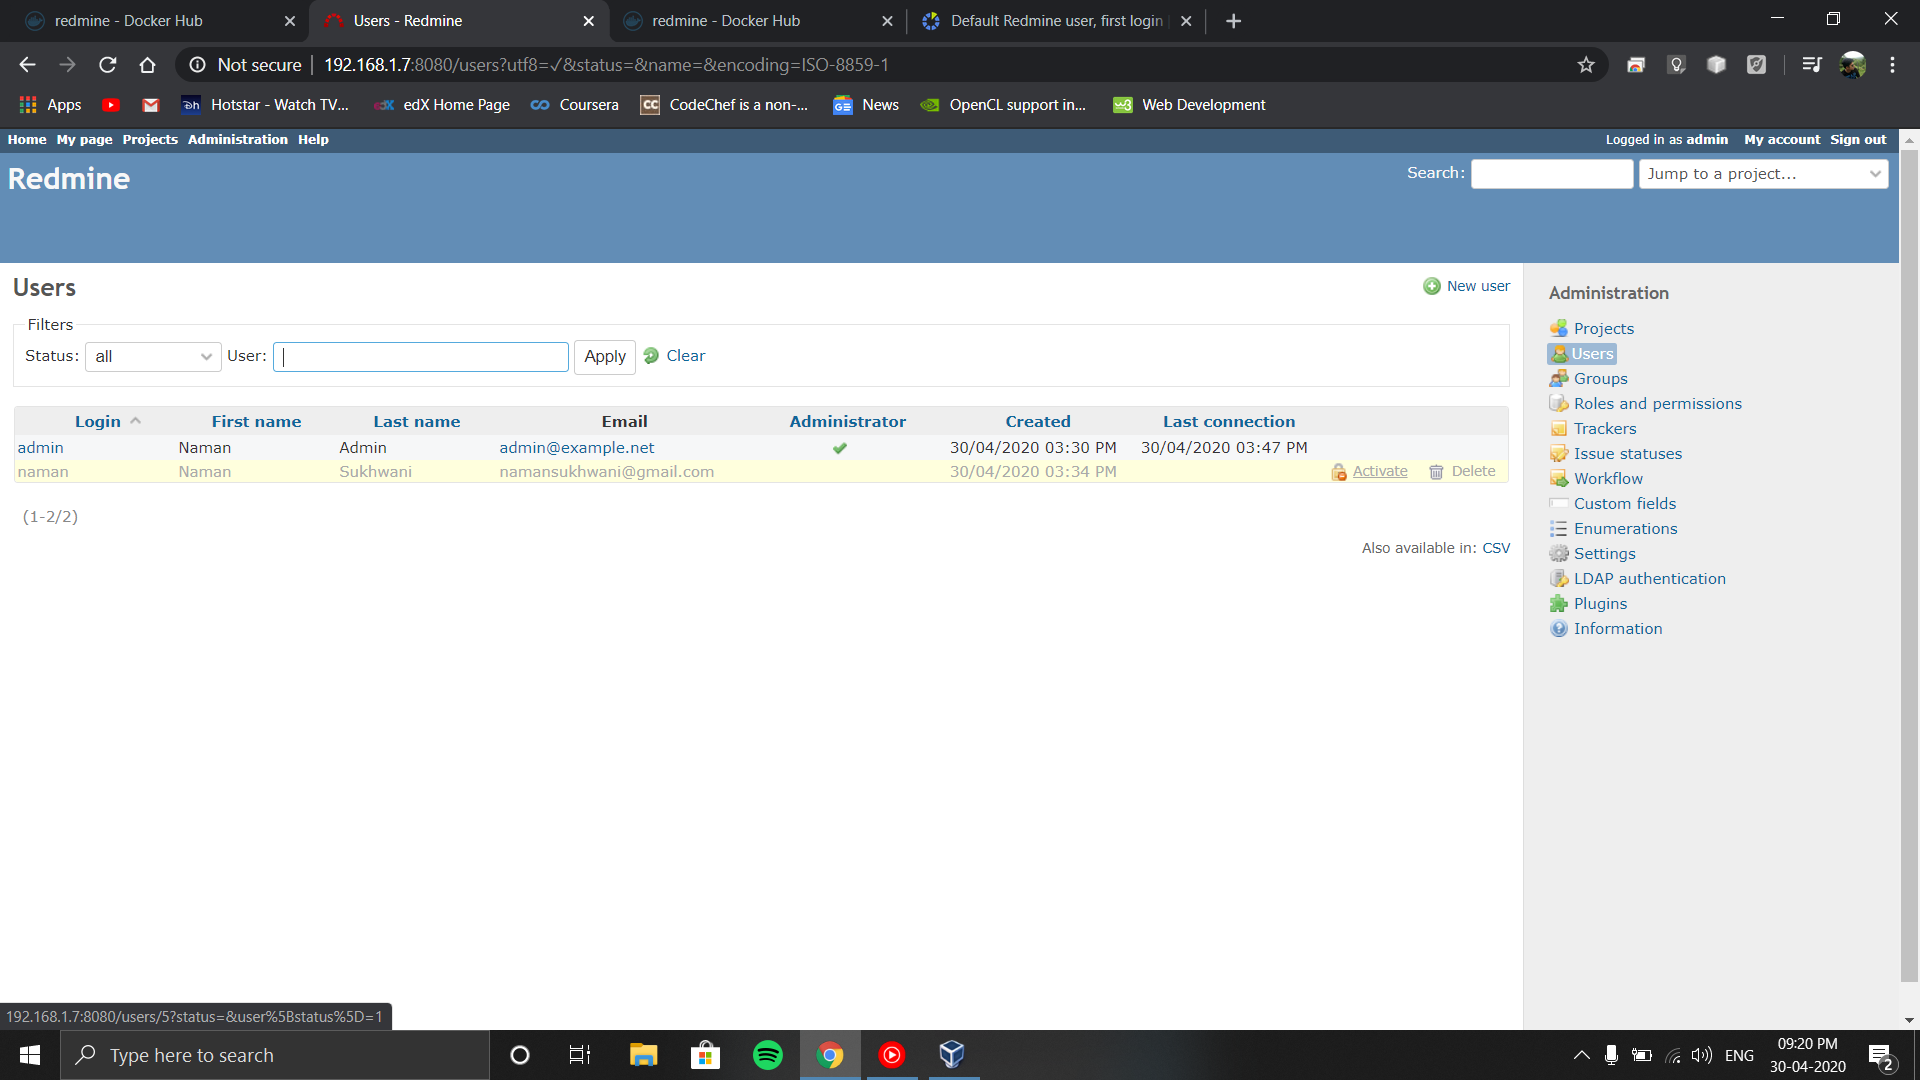 redmine - Docker Hub
Users - Redmine
redmine - Docker Hub
Default Redmine user, first login
Not secure
192.168.1.7:8080/users?utf8=✓&status=&name=&encoding=ISO-8859-1
Apps
Hotstar - Watch TV...
edX Home Page
Coursera
CC CodeChef is a non-...
News
OpenCL support in...
Web Development
Home My page Projects Administration Help
Logged in as admin My account Sign out
Redmine
Search:
Jump to a project...
Users
New user
Filters
Status: all User: Apply Clear
Login First name Last name Email Administrator Created Last connection
admin Naman Admin admin@example.net 30/04/2020 03:30 PM 30/04/2020 03:47 PM
naman Naman Sukhwani namansukhwani@gmail.com 30/04/2020 03:34 PM Activate Delete
(1-2/2)
Also available in: CSV
Administration
Projects
Users
Groups
Roles and permissions
Trackers
Issue statuses
Workflow
Custom fields
Enumerations
Settings
LDAP authentication
Plugins
Information
192.168.1.7:8080/users/5?status=&user%5Bstatus%5D=1
Type here to search
ENG
09:20 PM
30-04-2020
2